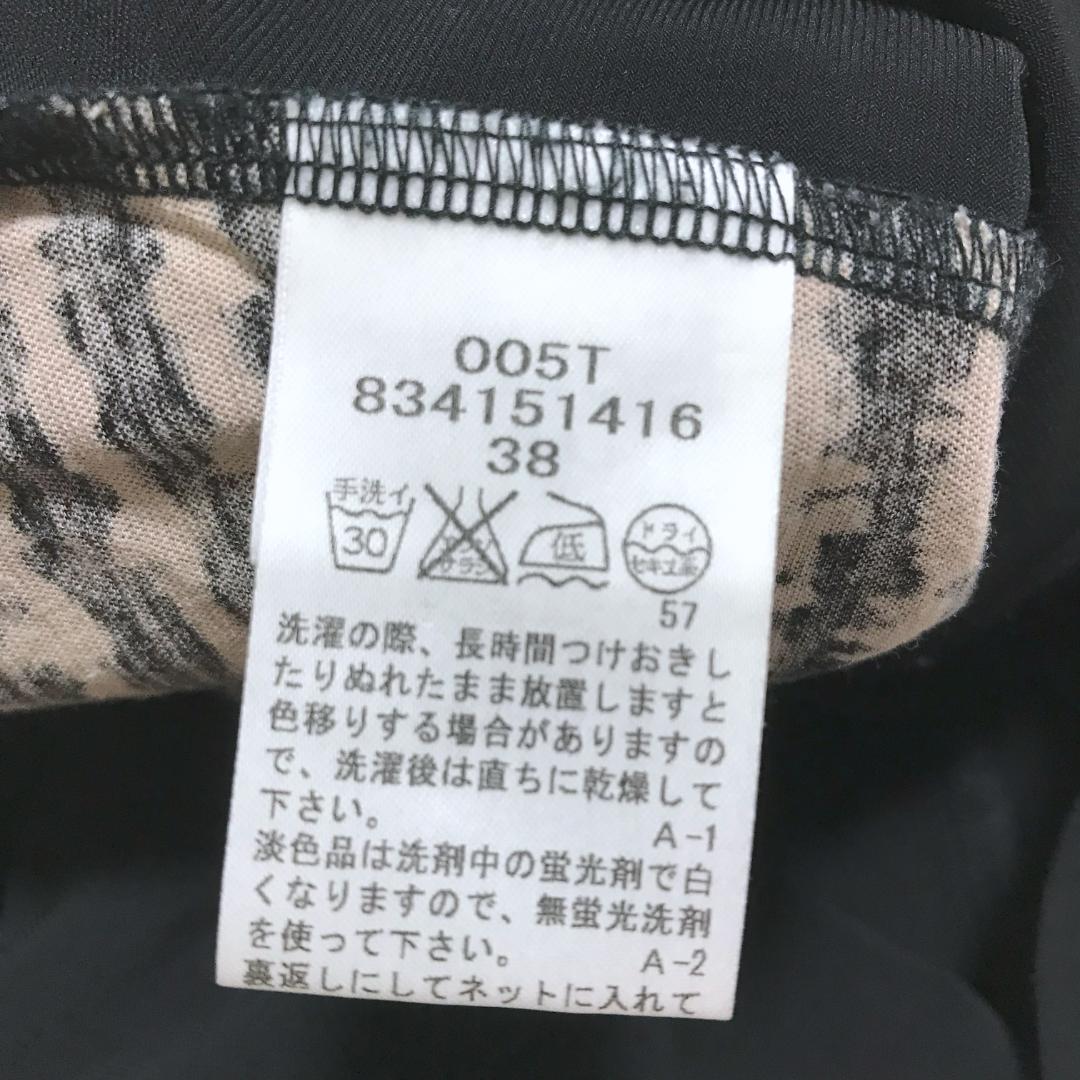 005T
834151416
38
手洗イ
30
エンソ
サラシ
低
ドライ
セキユ系
57
洗濯の際、長時間つけおきし
たりぬれたまま放置しますと
色移りする場合がありますの
で、洗濯後は直ちに乾燥して
下さい。
A-1
淡色品は洗剤中の蛍光剤で白
くなりますので、無蛍光洗剤
を使って下さい。
A-2
裏返しにしてネットに入れて